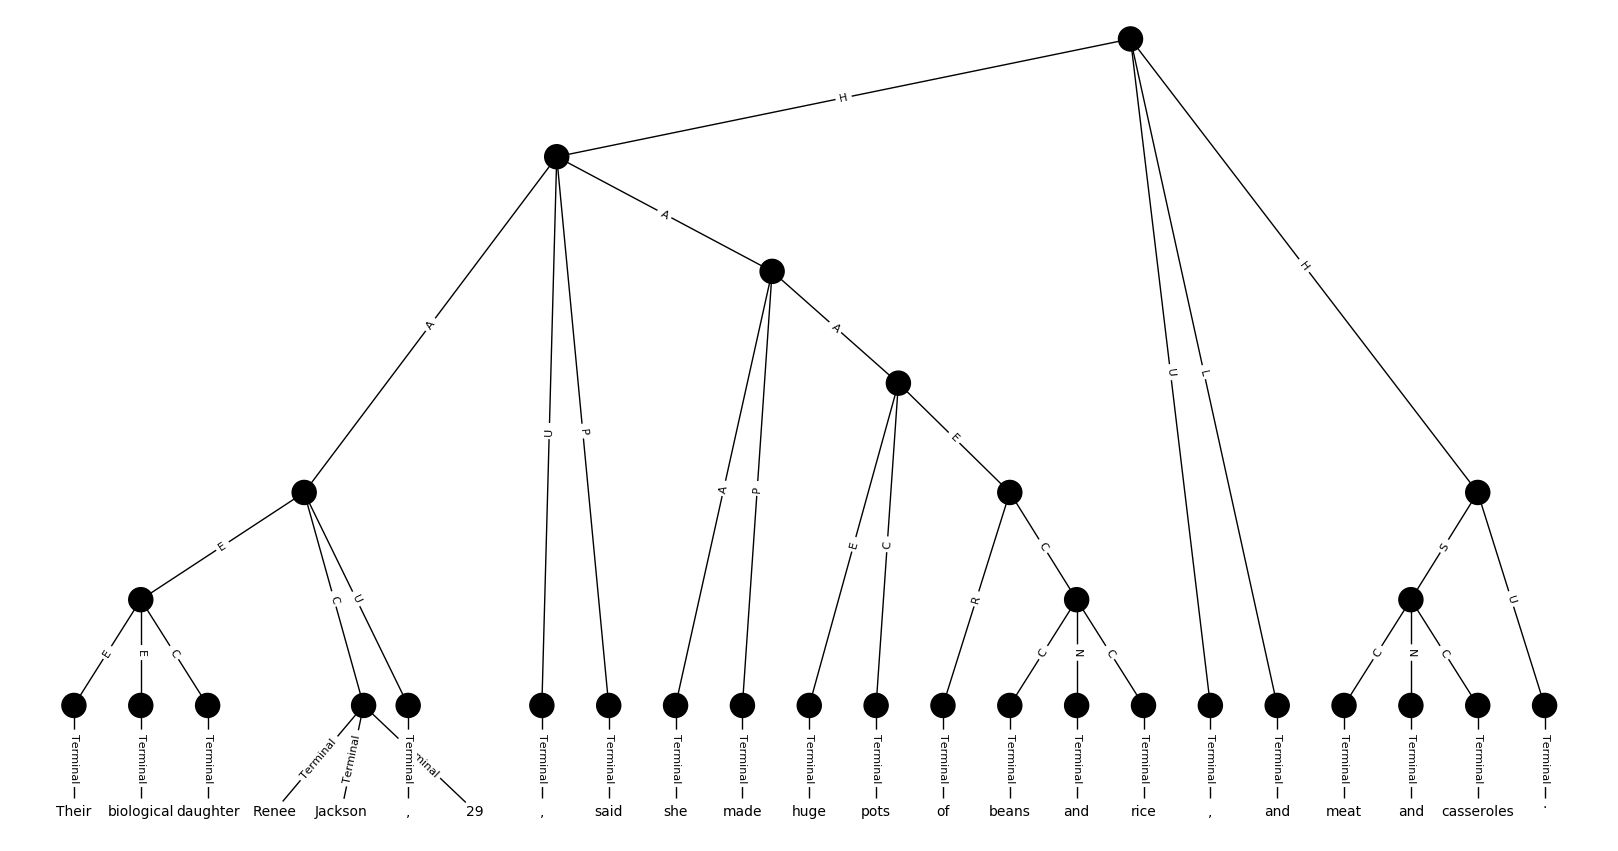 H
A
A
H
A
U
L
U
P
E
E
A
P
E
C
C
S
C
U
R
U
E
E
C
C
N
C
C
N
C
Terminal Terminal Terminal Terminal Terminal Terminal minal Terminal Terminal Terminal Terminal Terminal Terminal Terminal Terminal Terminal Terminal Terminal Terminal Terminal Terminal Terminal Terminal
Their biological daughter Renee Jackson , 29 , said she made huge pots of beans and rice , and meat and casseroles .